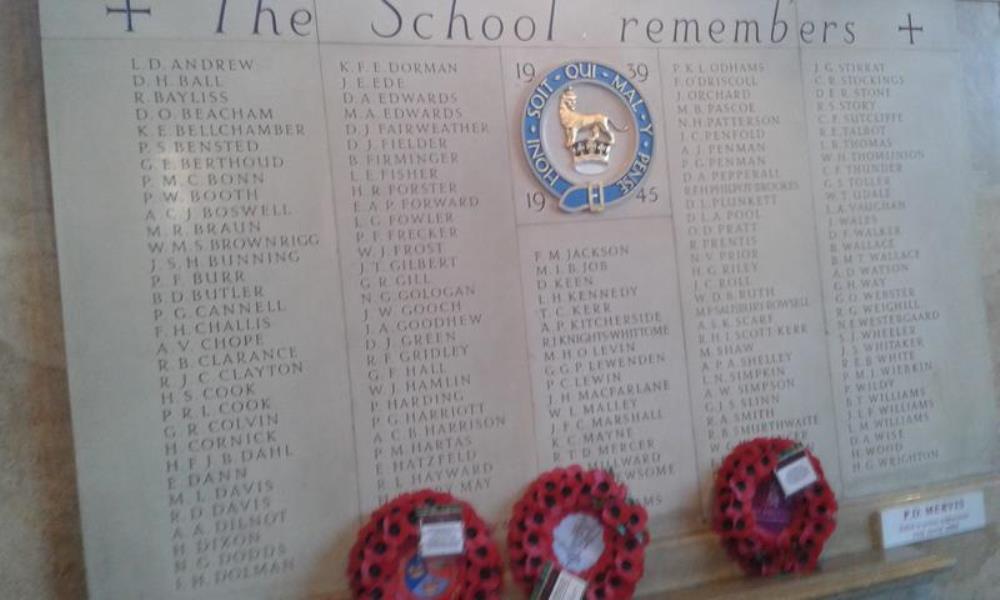 The School remembers
L. D. ANDREW
D. H. BALL
R. BAYLISS
D. O. BEACHAM
K. E. BELLCHAMBER
P. S. BENSTED
G. E. BERTHOUD
P. M. C. BONN
P. W. BOOTH
A. C. J. BOSWELL
M. R. BRAUN
W. M. S. BROWNRIGG
J. S. H. BUNNING
P. F. BURR
B. D. BUTLER
P. G. CANNELL
F. H. CHALLIS
A. V. CHOPE
R. B. CLARANCE
R. J. C. CLAYTON
H. S. COOK
P. R. L. COOK
G. R. COLVIN
H. CORNICK
H. F. J. B. DAHL
E. DANN
M. L. DAVIS
R. D. DAVIS
A. A. DILNOT
H. DIXON
N. G. DODDS
DOLMAN
K. F. E. DORMAN
J. E. EDE
D. A. EDWARDS
M. A. EDWARDS
D. J. FAIRWEATHER
D. J. FIELDER
B. FIRMINGER
L. E. FISHER
H. R. FORSTER
E. A. P. FORWARD
L. G. FOWLER
P. F. FRECKER
W. J. FROST
J. T. GILBERT
G. R. GILL
N. G. GOLOGAN
J. W. GOOCH
J. A. GOODHEW
D. J. GREEN
R. F. GRIDLEY
G. F. HALL
W. J. HAMLIN
P. HARDING
P. G. HARRIOTT
A. C. B. HARRISON
P. M. HARTAS
E. HATZFELD
R. L. HAYWARD
MAY
19 39
HONI · SOIT · QUI · MAL · Y · PENSE
19 45
F. M. JACKSON
M. I. B. JOB
D. KEEN
L. H. KENNEDY
T. C. KERR
A. P. KITCHERSIDE
R. J. KNIGHTS-WHITTOME
M. H. O. LEVIN
G. G. P. LEWENDEN
P. C. LEWIN
J. H. MACFARLANE
W. L. MALLEY
J. F. C. MARSHALL
K. C. MAYNE
R. T. D. MERCER
P. K. L. ODHAMS
F. O'DRISCOLL
J. ORCHARD
M. B. PASCOE
N. H. PATTERSON
J. C. PENFOLD
A. J. PENMAN
P. G. PENMAN
D. A. PEPPERALL
D. L. PLUNKETT
D. L. A. POOL
O. D. PRATT
R. PRENTIS
N. V. PRIOR
H. G. RILEY
J. C. ROLL
W. D. B. RUTH
A. S. K. SCARF
R. H. T. SCOTT-KERR
M. SHAW
A. P. A. SHELLEY
L. N. SIMPKIN
A. W. SIMPSON
G. J. S. SLINN
R. A. SMITH
R. B. SMURTHWAITE
J. G. STIRRAT
C. R. STOCKINGS
D. E. R. STONE
R. S. STORY
C. F. SUTCLIFFE
R. E. TALBOT
I. B. THOMAS
W. H. THOMLINSON
C. F. THUNDER
G. S. TOLLER
W. T. UDALE
L. A. VAUGHAN
J. WALES
D. F. WALKER
B. WALLACE
B. M. T. WALLACE
A. D. WATSON
G. H. WAY
G. O. WEBSTER
R. G. WEIGHILL
N. F. WESTERGAARD
S. J. WHEELER
J. S. WHITAKER
R. E. B. WHITE
P. M. J. WIEBKIN
P. WILDY
B. T. WILLIAMS
J. L. F. WILLIAMS
I. M. WILLIAMS
D. A. WISE
H. WOOD
H. G. WRIGHTON
P. D. MERVIS